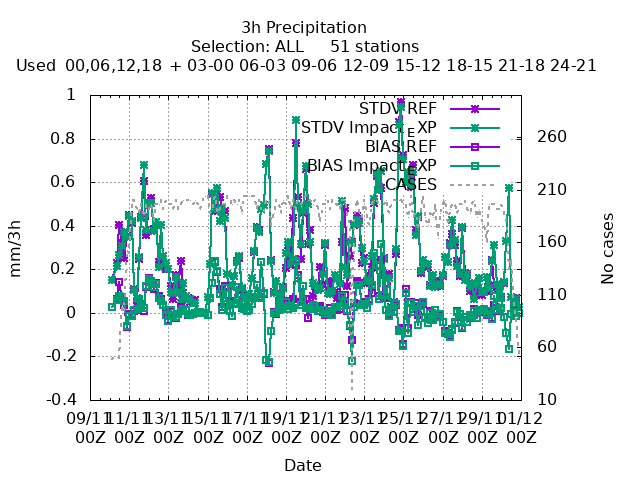 3h Precipitation
Selection: ALL 51 stations
Used 00,06,12,18 + 03-00 06-03 09-06 12-09 15-12 18-15 21-18 24-21
STDV REF
STDV Impact_EXP
BIAS REF
BIAS Impact_EXP
CASES
mm/3h
1
0.8
0.6
0.4
0.2
0
-0.2
-0.4
No cases
260
210
160
110
60
10
09/11 11/11 13/11 15/11 17/11 19/11 21/11 23/11 25/11 27/11 29/11 01/12
00Z 00Z 00Z 00Z 00Z 00Z 00Z 00Z 00Z 00Z 00Z 00Z
Date